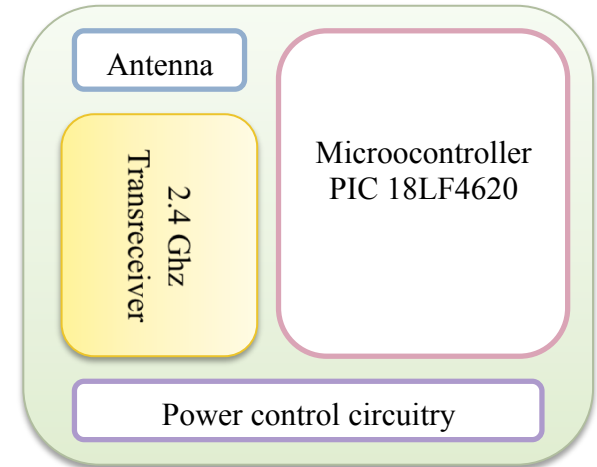 Antenna
Microocontroller
PIC 18LF4620
2.4 Ghz
Transreceiver
Power control circuitry